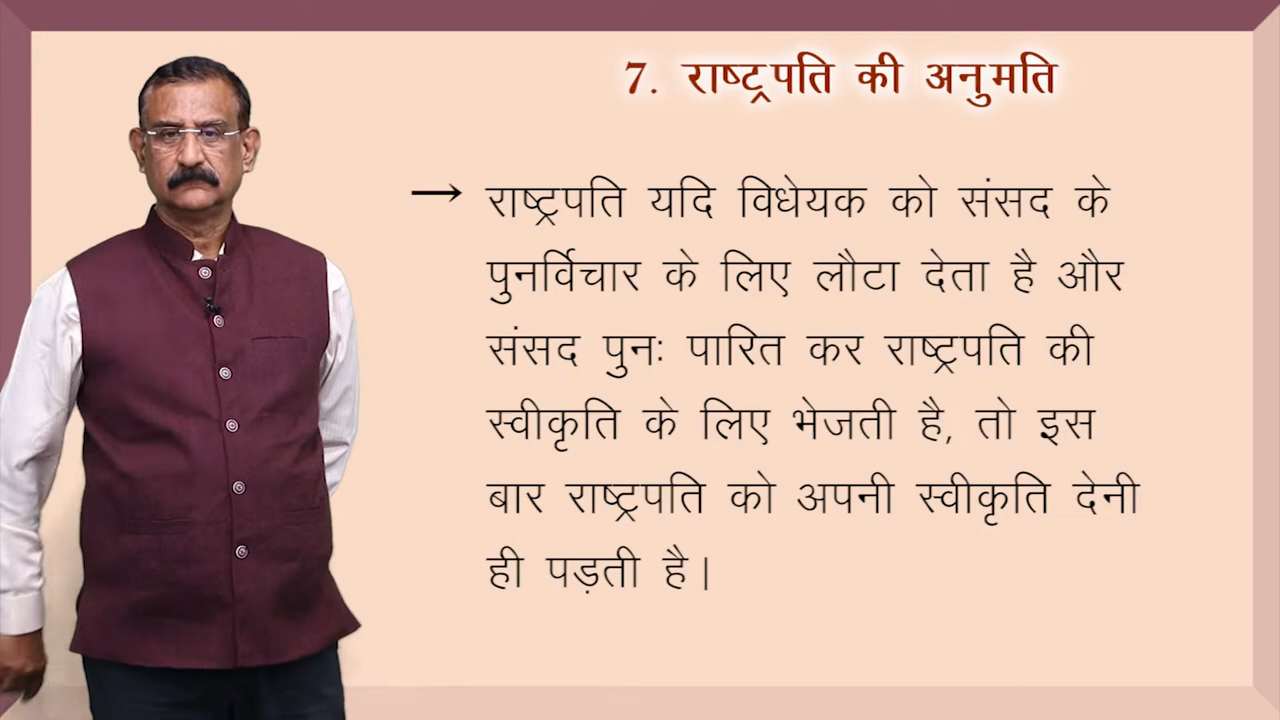 7. राष्ट्रपति की अनुमति
→ राष्ट्रपति यदि विधेयक को संसद के
पुनर्विचार के लिए लौटा देता है और
संसद पुनः पारित कर राष्ट्रपति की
स्वीकृति के लिए भेजती है, तो इस
बार राष्ट्रपति को अपनी स्वीकृति देनी
ही पड़ती है।